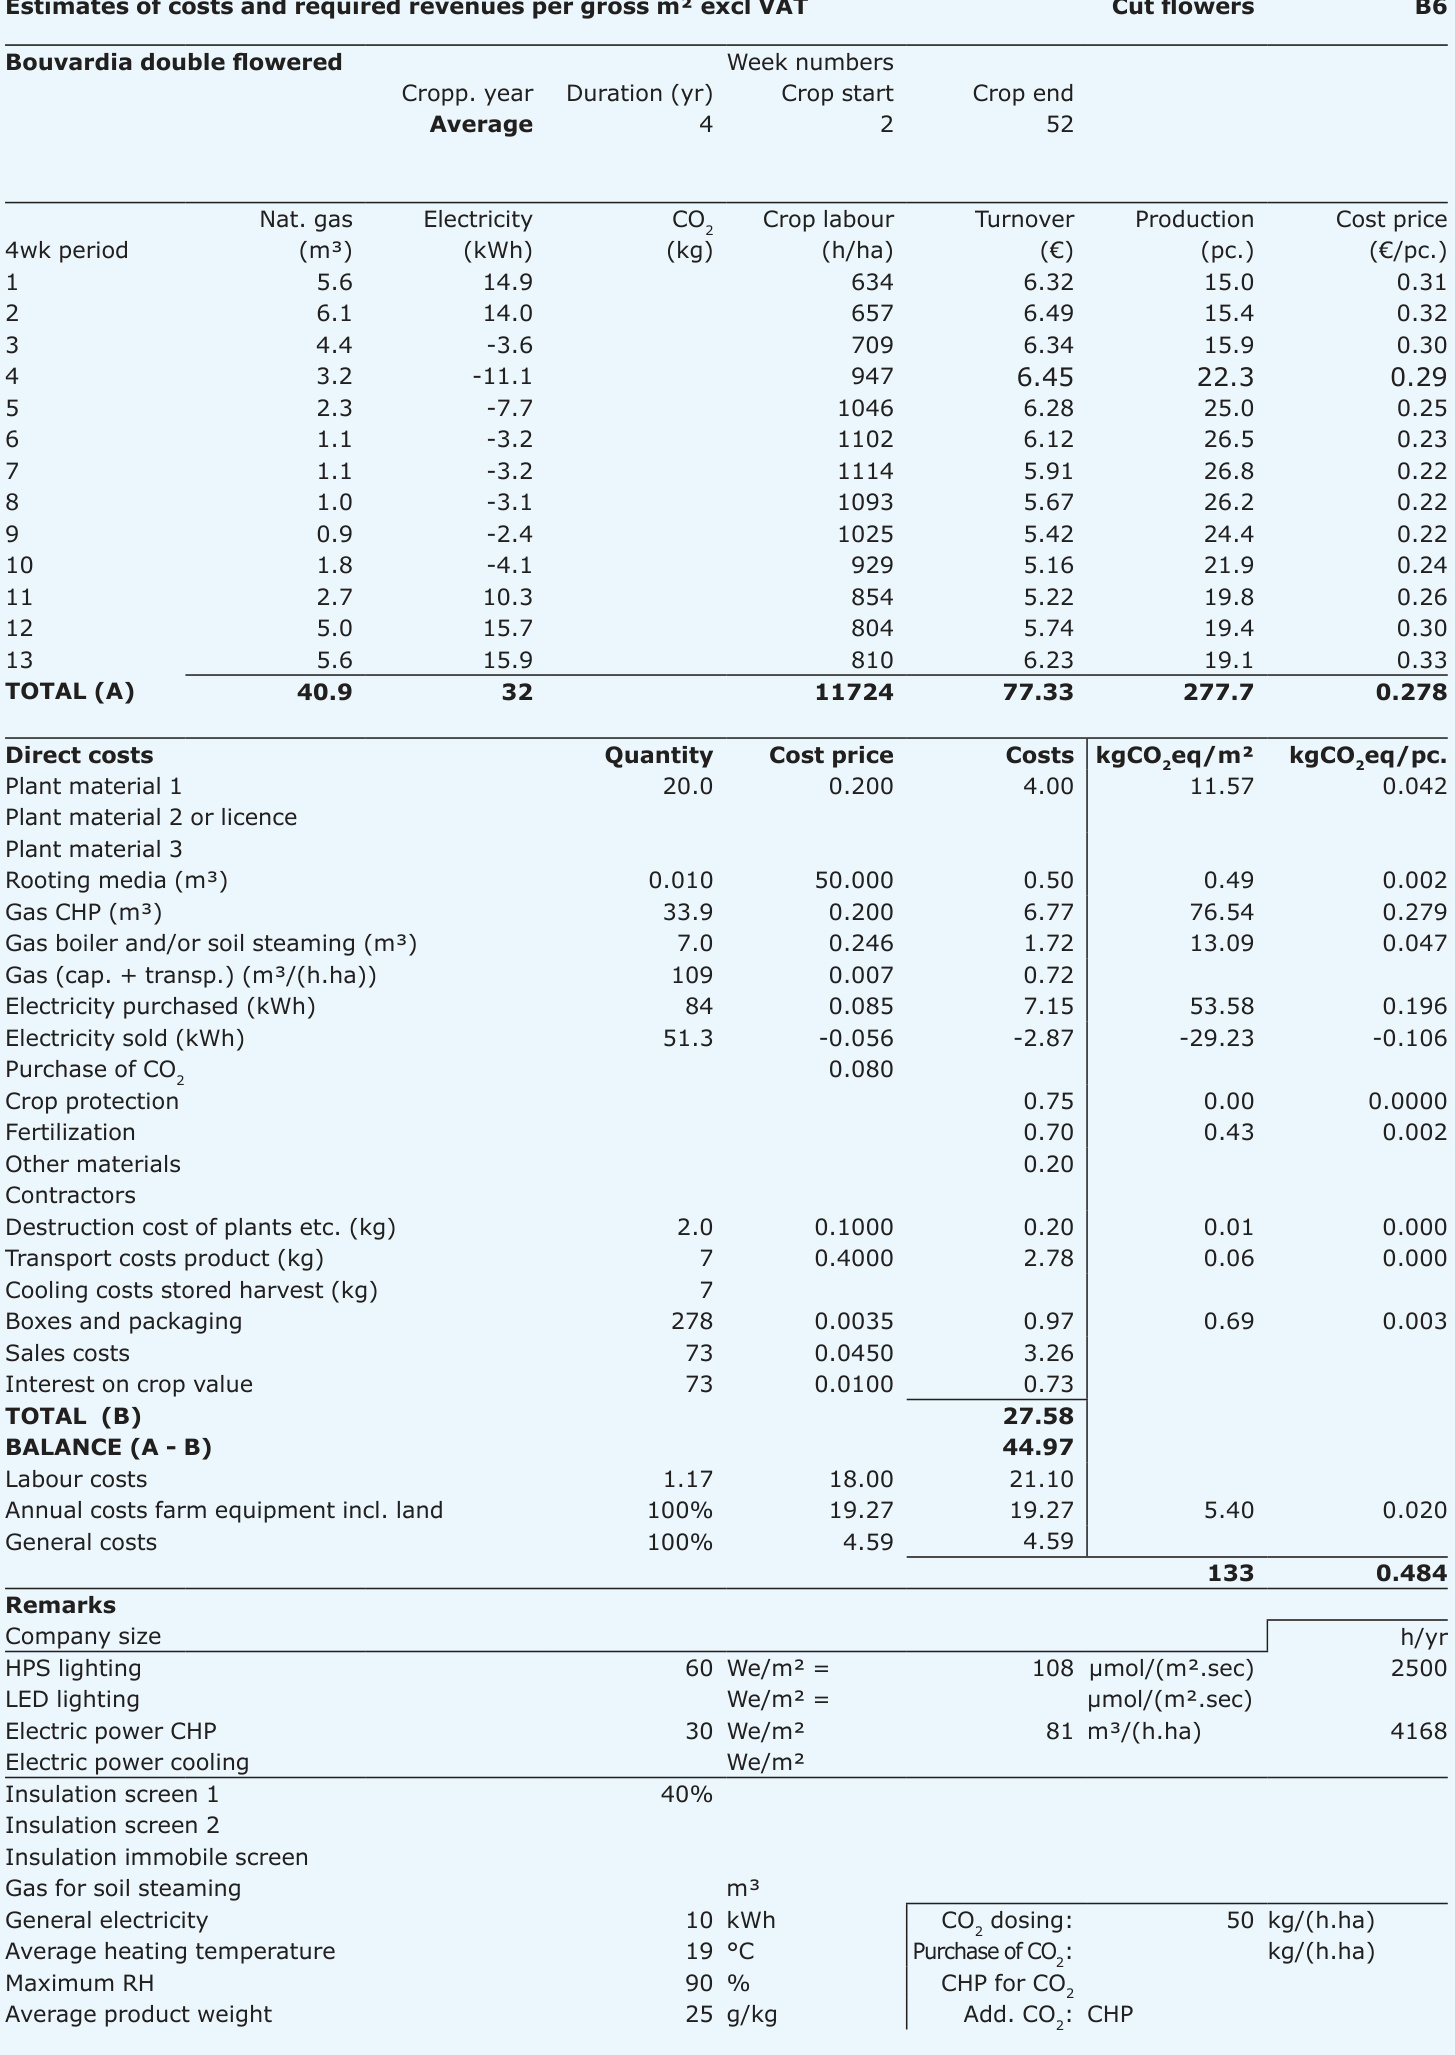 Estimates of costs and required revenues per gross m² excl VAT Cut flowers B6
Bouvardia double flowered Week numbers
Cropp. year Duration (yr) Crop start Crop end
Average 4 2 52
Nat. gas Electricity CO₂ Crop labour Turnover Production Cost price
4wk period (m³) (kWh) (kg) (h/ha) (€) (pc.) (€/pc.)
1 5.6 14.9 634 6.32 15.0 0.31
2 6.1 14.0 657 6.49 15.4 0.32
3 4.4 -3.6 709 6.34 15.9 0.30
4 3.2 -11.1 947 6.45 22.3 0.29
5 2.3 -7.7 1046 6.28 25.0 0.25
6 1.1 -3.2 1102 6.12 26.5 0.23
7 1.1 -3.2 1114 5.91 26.8 0.22
8 1.0 -3.1 1093 5.67 26.2 0.22
9 0.9 -2.4 1025 5.42 24.4 0.22
10 1.8 -4.1 929 5.16 21.9 0.24
11 2.7 10.3 854 5.22 19.8 0.26
12 5.0 15.7 804 5.74 19.4 0.30
13 5.6 15.9 810 6.23 19.1 0.33
TOTAL (A) 40.9 32 11724 77.33 277.7 0.278
Direct costs Quantity Cost price Costs kgCO₂eq/m² kgCO₂eq/pc.
Plant material 1 20.0 0.200 4.00 11.57 0.042
Plant material 2 or licence
Plant material 3
Rooting media (m³) 0.010 50.000 0.50 0.49 0.002
Gas CHP (m³) 33.9 0.200 6.77 76.54 0.279
Gas boiler and/or soil steaming (m³) 7.0 0.246 1.72 13.09 0.047
Gas (cap. + transp.) (m³/(h.ha)) 109 0.007 0.72
Electricity purchased (kWh) 84 0.085 7.15 53.58 0.196
Electricity sold (kWh) 51.3 -0.056 -2.87 -29.23 -0.106
Purchase of CO₂ 0.080
Crop protection 0.75 0.00 0.0000
Fertilization 0.70 0.43 0.002
Other materials 0.20
Contractors
Destruction cost of plants etc. (kg) 2.0 0.1000 0.20 0.01 0.000
Transport costs product (kg) 7 0.4000 2.78 0.06 0.000
Cooling costs stored harvest (kg) 7
Boxes and packaging 278 0.0035 0.97 0.69 0.003
Sales costs 73 0.0450 3.26
Interest on crop value 73 0.0100 0.73
TOTAL (B) 27.58
BALANCE (A - B) 44.97
Labour costs 1.17 18.00 21.10
Annual costs farm equipment incl. land 100% 19.27 19.27 5.40 0.020
General costs 100% 4.59 4.59
133 0.484
Remarks
Company size h/yr
HPS lighting 60 We/m² = 108 µmol/(m².sec) 2500
LED lighting We/m² = µmol/(m².sec)
Electric power CHP 30 We/m² 81 m³/(h.ha) 4168
Electric power cooling We/m²
Insulation screen 1 40%
Insulation screen 2
Insulation immobile screen
Gas for soil steaming m³
General electricity 10 kWh CO₂ dosing: 50 kg/(h.ha)
Average heating temperature 19 °C Purchase of CO₂: kg/(h.ha)
Maximum RH 90 % CHP for CO₂
Average product weight 25 g/kg Add. CO₂: CHP